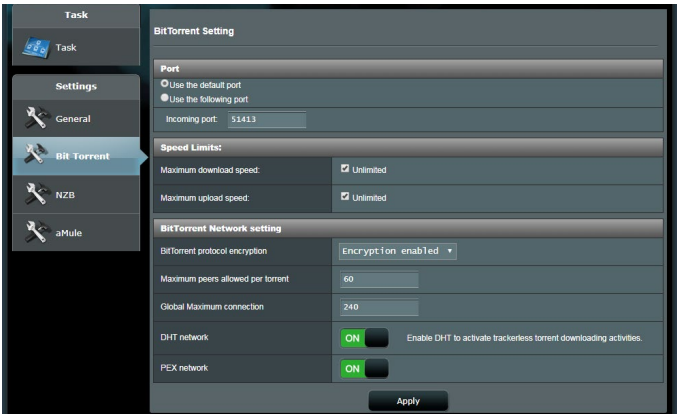 Task
Task
Settings
General
Bit Torrent
NZB
aMule
BitTorrent Setting
Port
Use the default port
Use the following port
Incoming port: 51413
Speed Limits:
Maximum download speed: Unlimited
Maximum upload speed: Unlimited
BitTorrent Network setting
BitTorrent protocol encryption Encryption enabled
Maximum peers allowed per torrent 60
Global Maximum connection 240
DHT network ON Enable DHT to activate trackerless torrent downloading activities.
PEX network ON
Apply